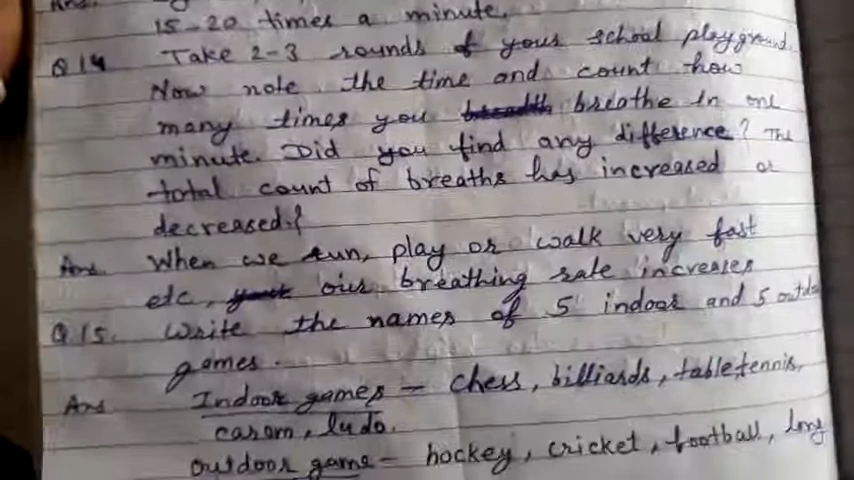 Ans.
15-20 times a minute.
Q14 Take 2-3 rounds of your school playground.
Now note the time and count how
many times you breathe in one
minute. Did you find any difference? The
total count of breaths has increased or
decreased?
Ans. When we run, play or walk very fast
etc, our breathing rate increases
Q15. Write the names of 5 indoor and 5 outdo
games.
Ans Indoor games - chess, billiards, table tennis,
carom, ludo.
outdoor game - hockey, cricket, football, long